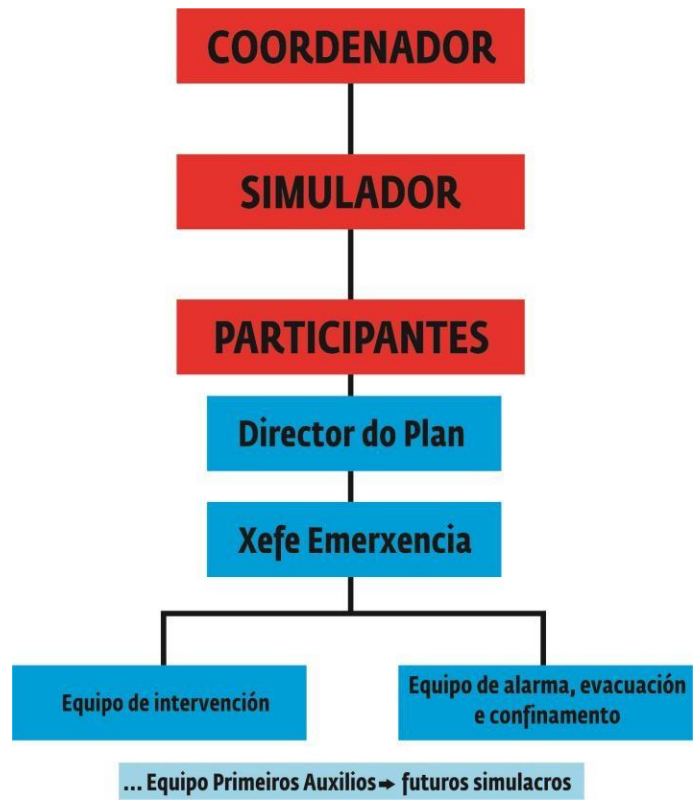 COORDENADOR
SIMULADOR
PARTICIPANTES
Director do Plan
Xefe Emerxencia
Equipo de intervención
Equipo de alarma, evacuación
e confinamento
... Equipo Primeiros Auxilios → futuros simulacros